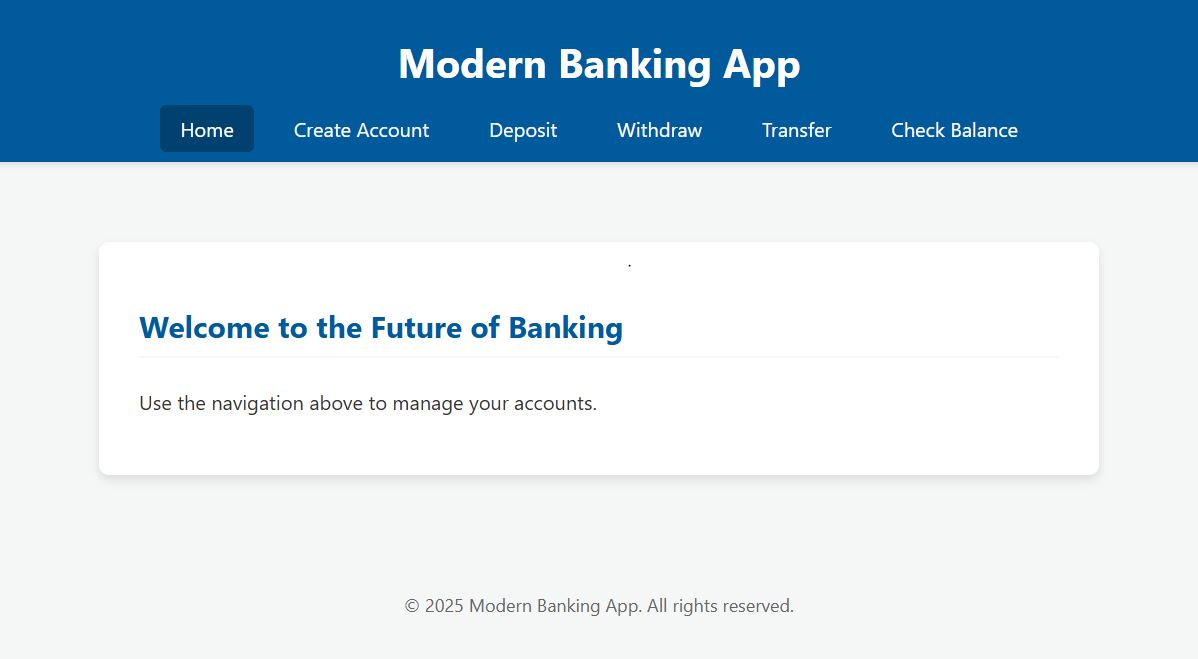 Modern Banking App
Home Create Account Deposit Withdraw Transfer Check Balance
.
Welcome to the Future of Banking
Use the navigation above to manage your accounts.
© 2025 Modern Banking App. All rights reserved.